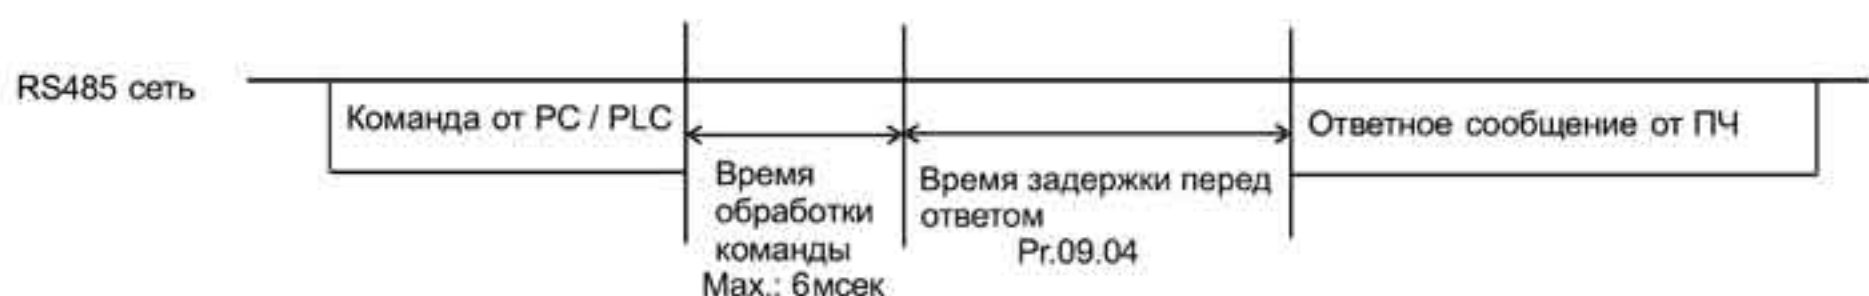 RS485 сеть
Команда от PC / PLC
Ответное сообщение от ПЧ
Время
обработки
команды
Max.: 6мсек
Время задержки перед
ответом
Pr.09.04